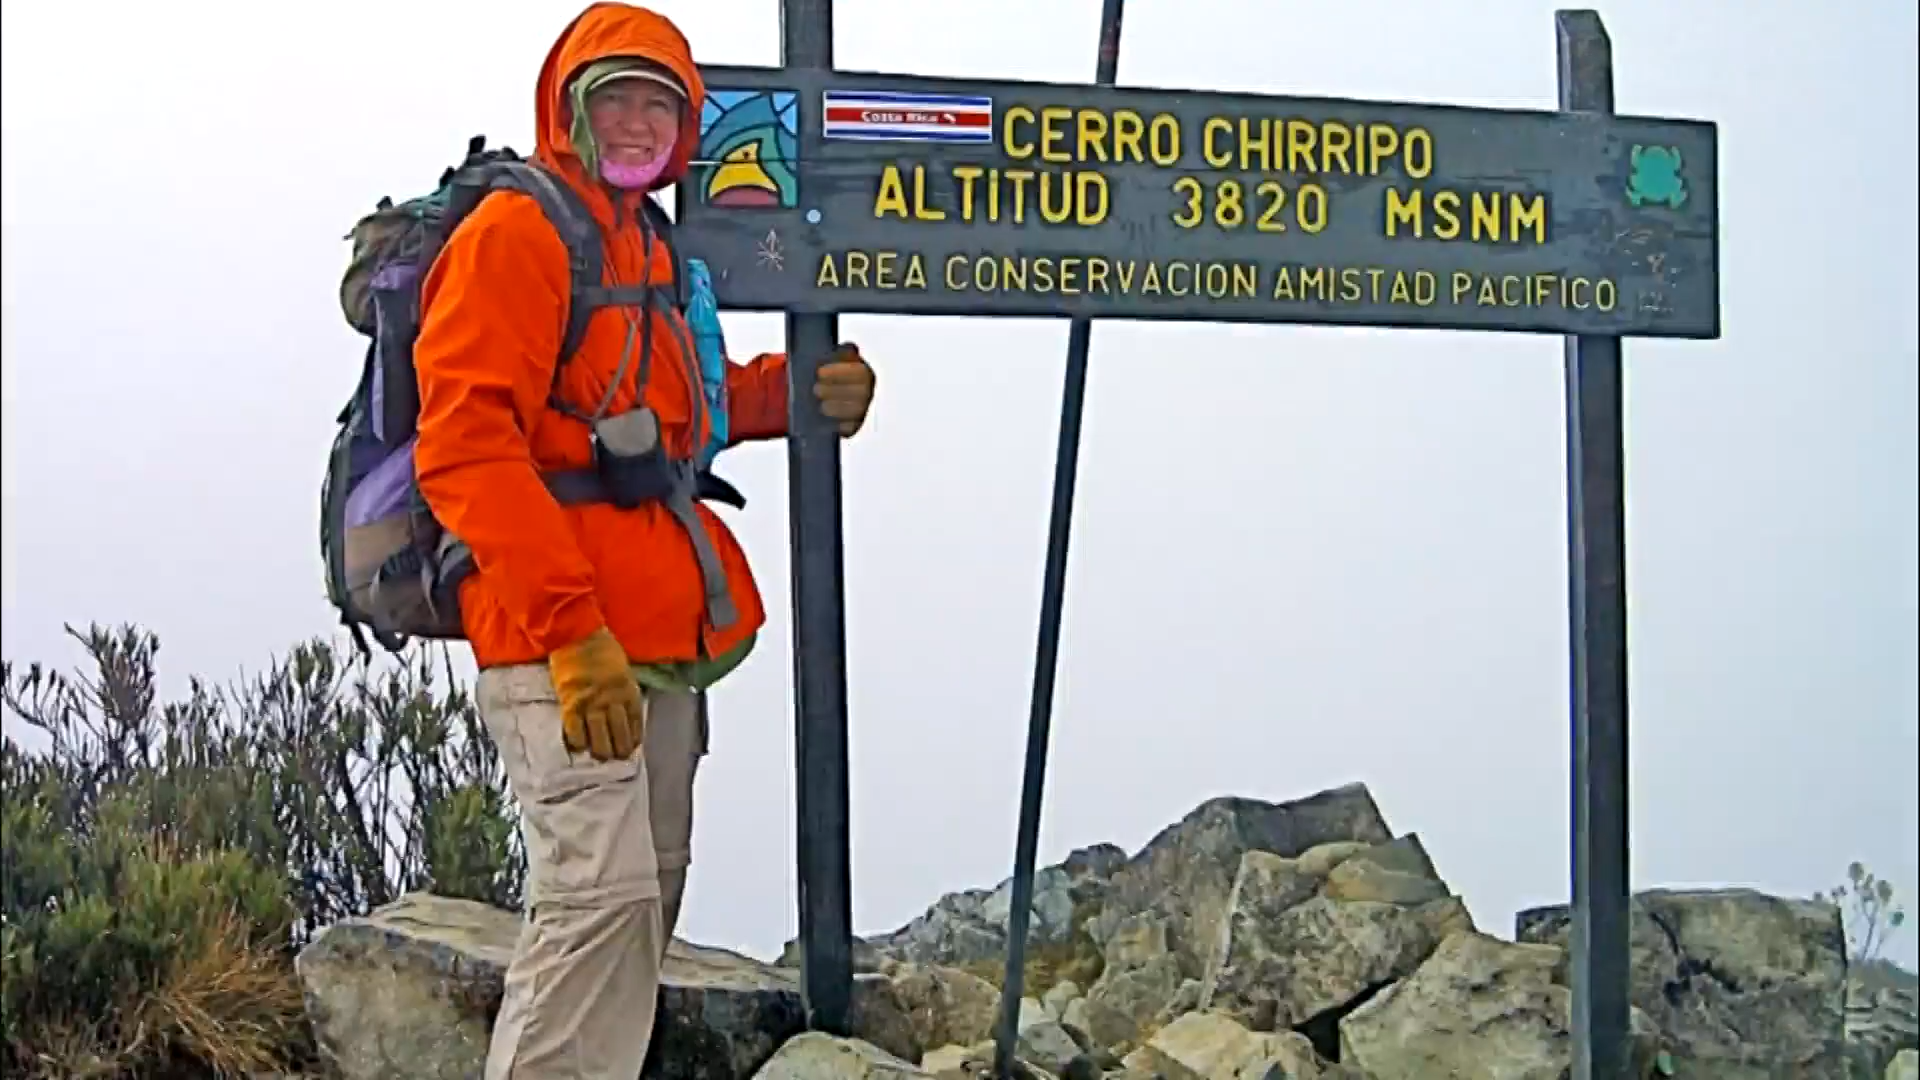 Costa Rica
CERRO CHIRRIPO
ALTITUD 3820 MSNM
AREA CONSERVACION AMISTAD PACIFICO